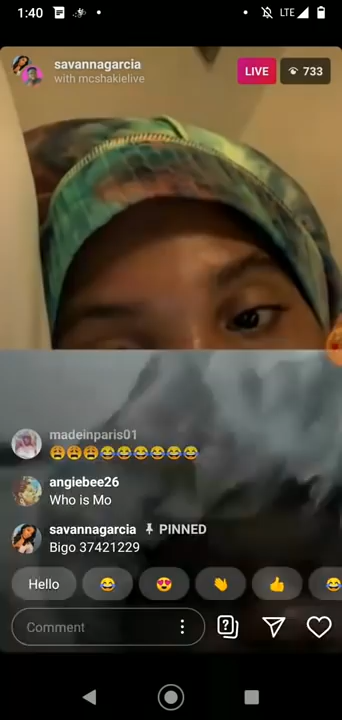 1:40
LTE
savannagarcia
with mcshakielive
LIVE
733
madeinparis01
😩😩😩😂😂😂😂😂😂
angiebee26
Who is Mo
savannagarcia PINNED
Bigo 37421229
Hello 😂 😍 👏 👍 😂
Comment